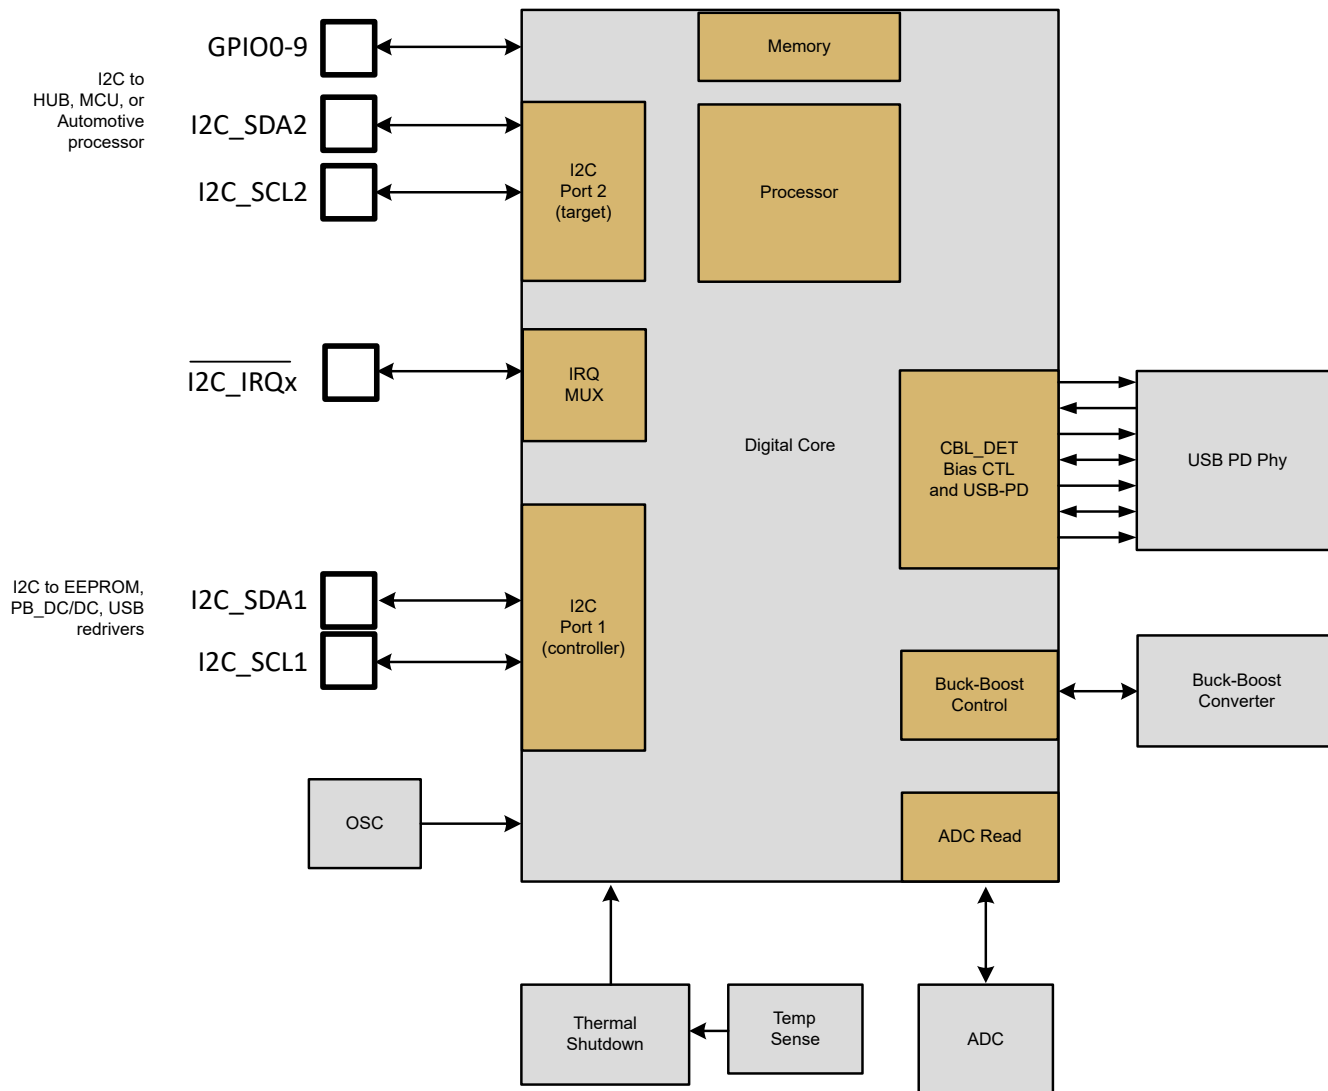 GPIO0-9
Memory
I2C to
HUB, MCU, or
Automotive
processor
I2C_SDA2
I2C_SCL2
I2C
Port 2
(target)
Processor
I2C_IRQx
IRQ
MUX
Digital Core
CBL_DET
Bias CTL
and USB-PD
USB PD Phy
I2C to EEPROM,
PB_DC/DC, USB
redrivers
I2C_SDA1
I2C_SCL1
I2C
Port 1
(controller)
Buck-Boost
Control
Buck-Boost
Converter
OSC
ADC Read
Thermal
Shutdown
Temp
Sense
ADC